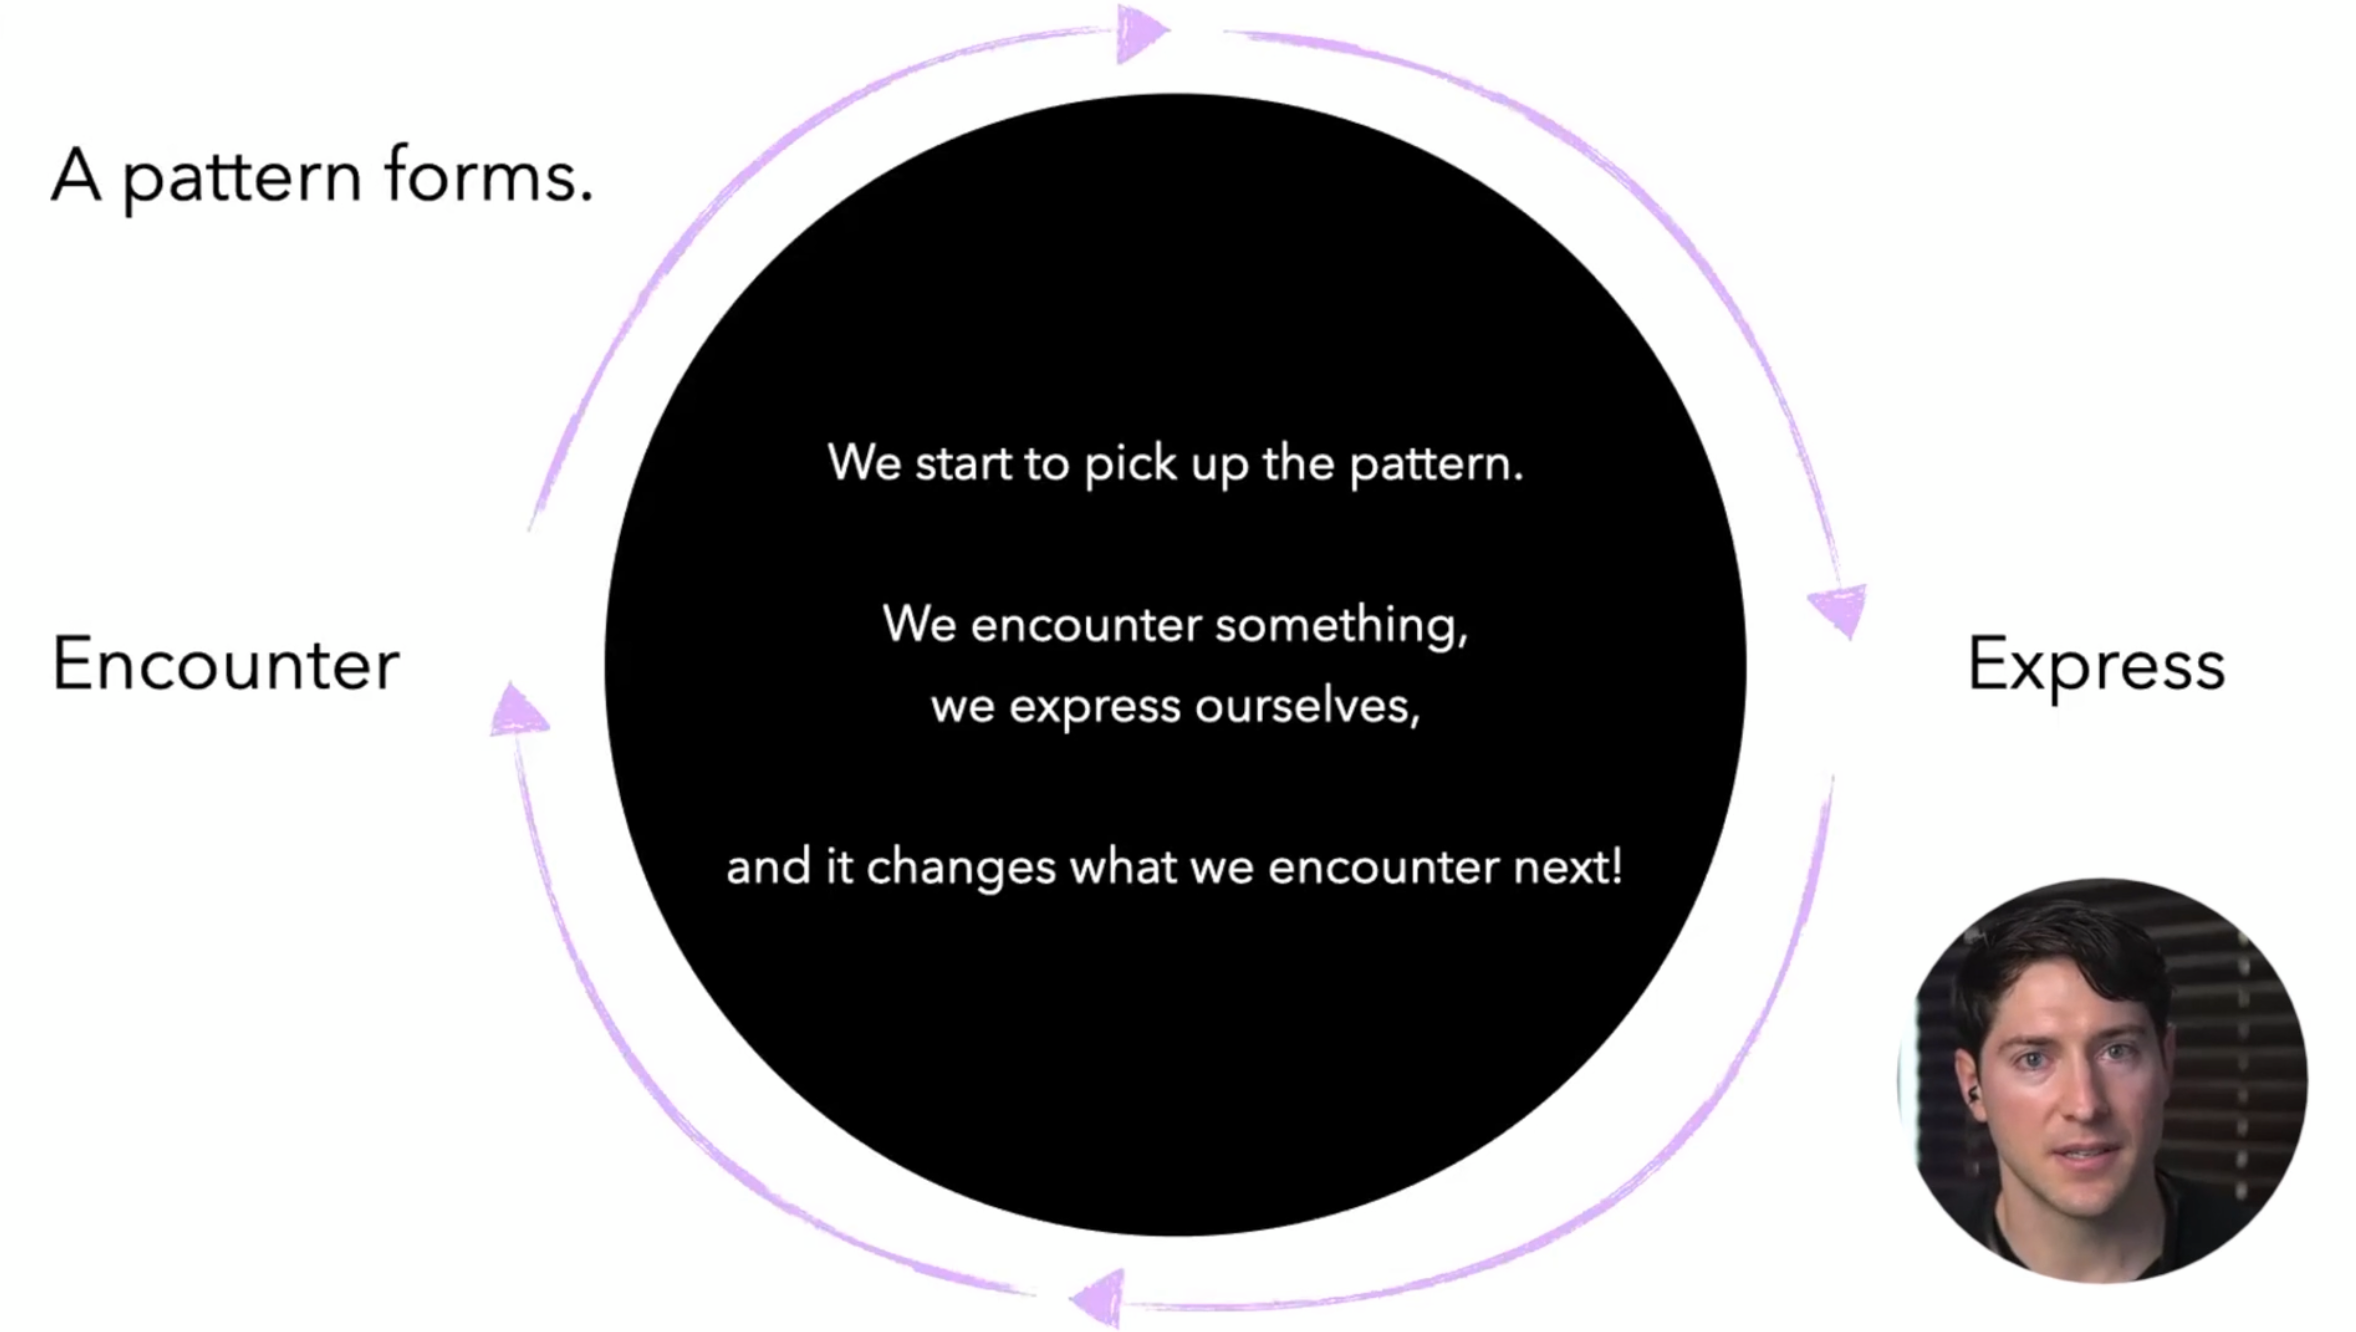 A pattern forms.
We start to pick up the pattern.
We encounter something,
we express ourselves,
and it changes what we encounter next!
Encounter
Express